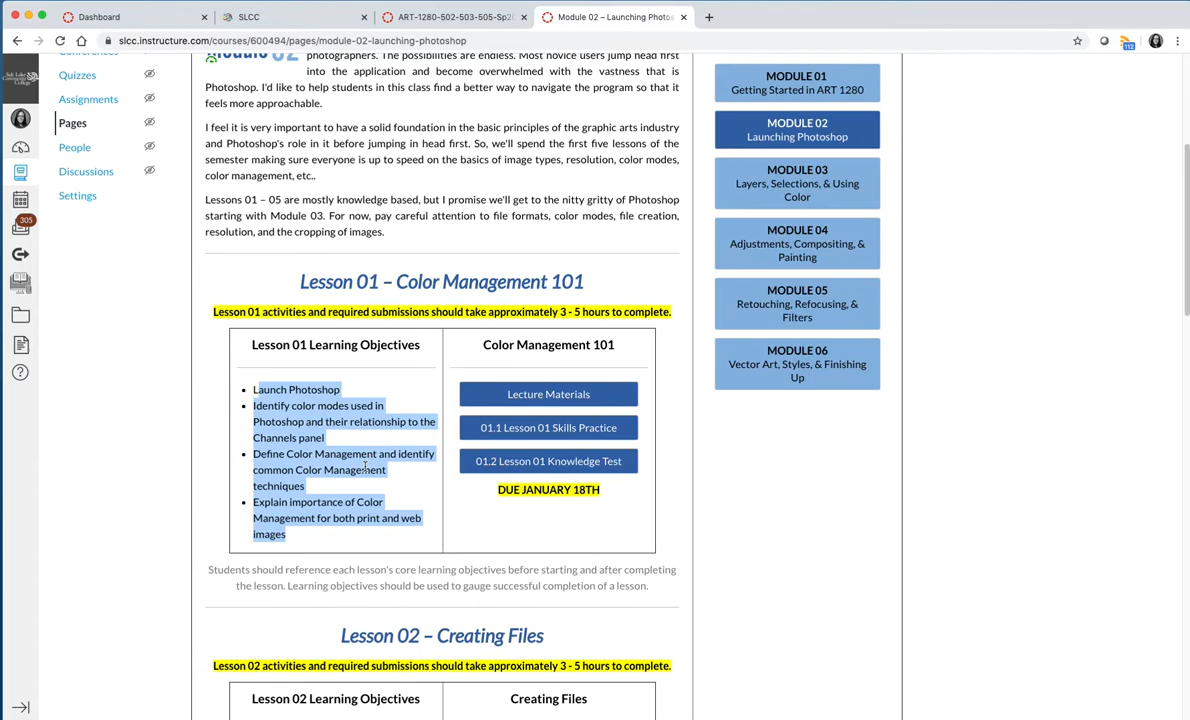 Dashboard
SLCC
ART-1280-502-503-505-Sp2
Module 02 – Launching Photos
slcc.instructure.com/courses/600494/pages/module-02-launching-photoshop
112
Salt Lake
Community
College
305
Conferences
Quizzes
Assignments
Pages
People
Discussions
Settings
Module 02
photographers. The possibilities are endless. Most novice users jump head first
into the application and become overwhelmed with the vastness that is
Photoshop. I'd like to help students in this class find a better way to navigate the program so that it
feels more approachable.
I feel it is very important to have a solid foundation in the basic principles of the graphic arts industry
and Photoshop's role in it before jumping in head first. So, we'll spend the first five lessons of the
semester making sure everyone is up to speed on the basics of image types, resolution, color modes,
color management, etc..
Lessons 01 – 05 are mostly knowledge based, but I promise we'll get to the nitty gritty of Photoshop
starting with Module 03. For now, pay careful attention to file formats, color modes, file creation,
resolution, and the cropping of images.
Lesson 01 – Color Management 101
Lesson 01 activities and required submissions should take approximately 3 - 5 hours to complete.
Lesson 01 Learning Objectives
Launch Photoshop
Identify color modes used in
Photoshop and their relationship to the
Channels panel
Define Color Management and identify
common Color Management
techniques
Explain importance of Color
Management for both print and web
images
Color Management 101
Lecture Materials
01.1 Lesson 01 Skills Practice
01.2 Lesson 01 Knowledge Test
DUE JANUARY 18TH
Students should reference each lesson's core learning objectives before starting and after completing
the lesson. Learning objectives should be used to gauge successful completion of a lesson.
Lesson 02 – Creating Files
Lesson 02 activities and required submissions should take approximately 3 - 5 hours to complete.
Lesson 02 Learning Objectives
Creating Files
MODULE 01
Getting Started in ART 1280
MODULE 02
Launching Photoshop
MODULE 03
Layers, Selections, & Using
Color
MODULE 04
Adjustments, Compositing, &
Painting
MODULE 05
Retouching, Refocusing, &
Filters
MODULE 06
Vector Art, Styles, & Finishing
Up